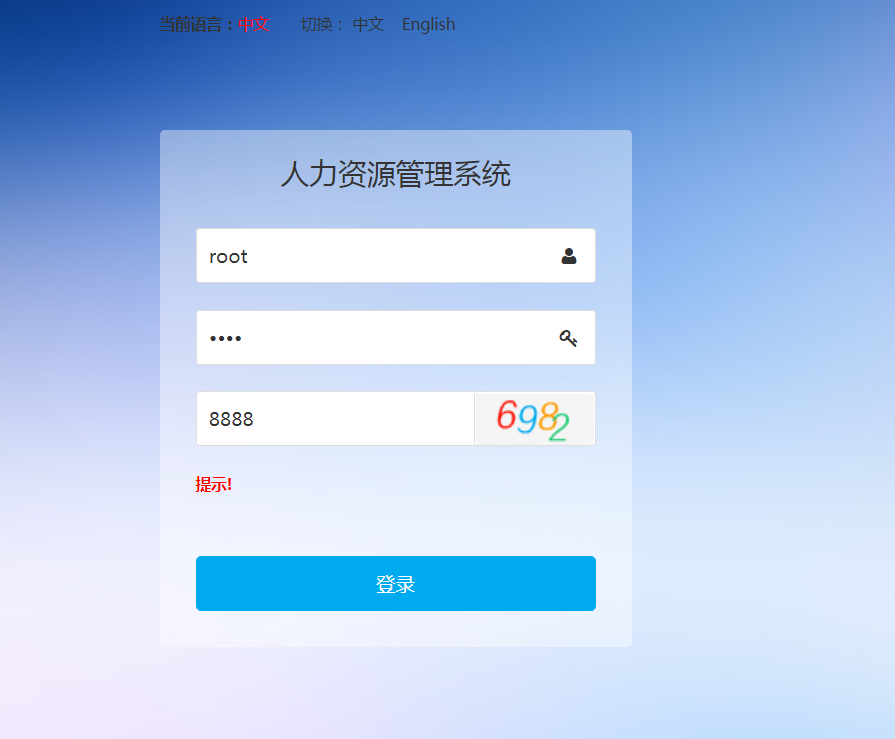 当前语言：中文 切换： 中文 English
人力资源管理系统
root
••••
8888 6982
提示!
登录